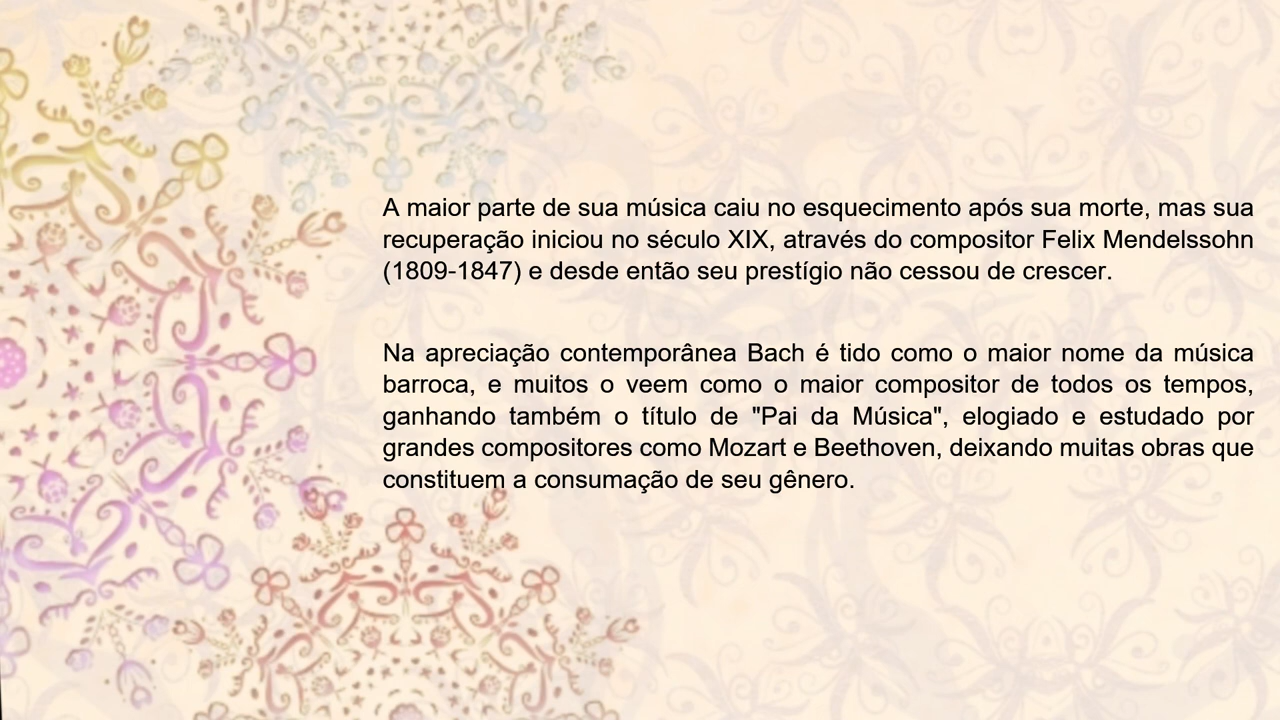 A maior parte de sua música caiu no esquecimento após sua morte, mas sua
recuperação iniciou no século XIX, através do compositor Felix Mendelssohn
(1809-1847) e desde então seu prestígio não cessou de crescer.
Na apreciação contemporânea Bach é tido como o maior nome da música
barroca, e muitos o veem como o maior compositor de todos os tempos,
ganhando também o título de "Pai da Música", elogiado e estudado por
grandes compositores como Mozart e Beethoven, deixando muitas obras que
constituem a consumação de seu gênero.